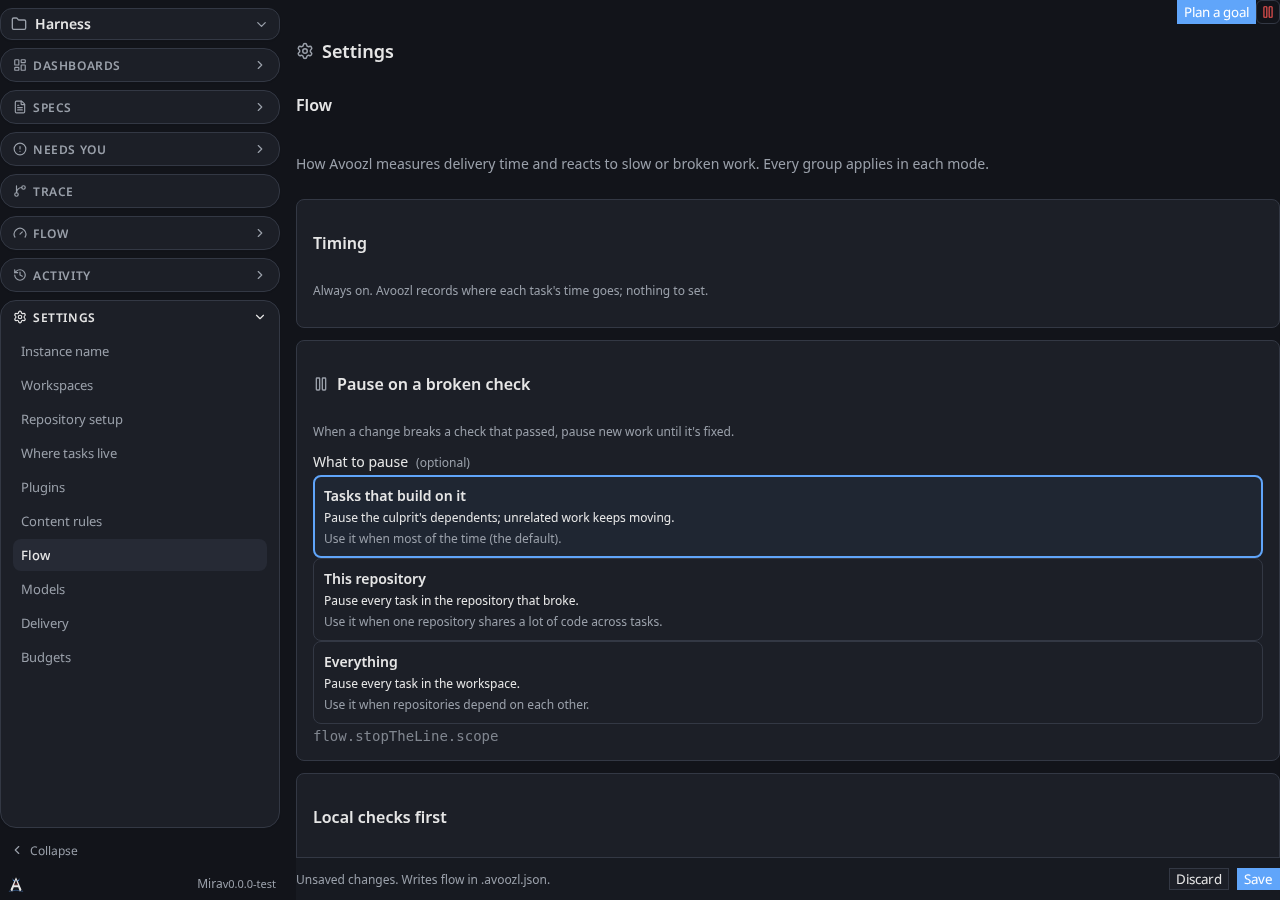 Harness
DASHBOARDS
SPECS
NEEDS YOU
TRACE
FLOW
ACTIVITY
SETTINGS
Instance name
Workspaces
Repository setup
Where tasks live
Plugins
Content rules
Flow
Models
Delivery
Budgets
Collapse
Mirav0.0.0-test
Plan a goal
Settings
Flow
How Avoozl measures delivery time and reacts to slow or broken work. Every group applies in each mode.
Timing
Always on. Avoozl records where each task's time goes; nothing to set.
Pause on a broken check
When a change breaks a check that passed, pause new work until it's fixed.
What to pause (optional)
Tasks that build on it
Pause the culprit's dependents; unrelated work keeps moving.
Use it when most of the time (the default).
This repository
Pause every task in the repository that broke.
Use it when one repository shares a lot of code across tasks.
Everything
Pause every task in the workspace.
Use it when repositories depend on each other.
flow.stopTheLine.scope
Local checks first
Unsaved changes. Writes flow in .avoozl.json.
Discard
Save